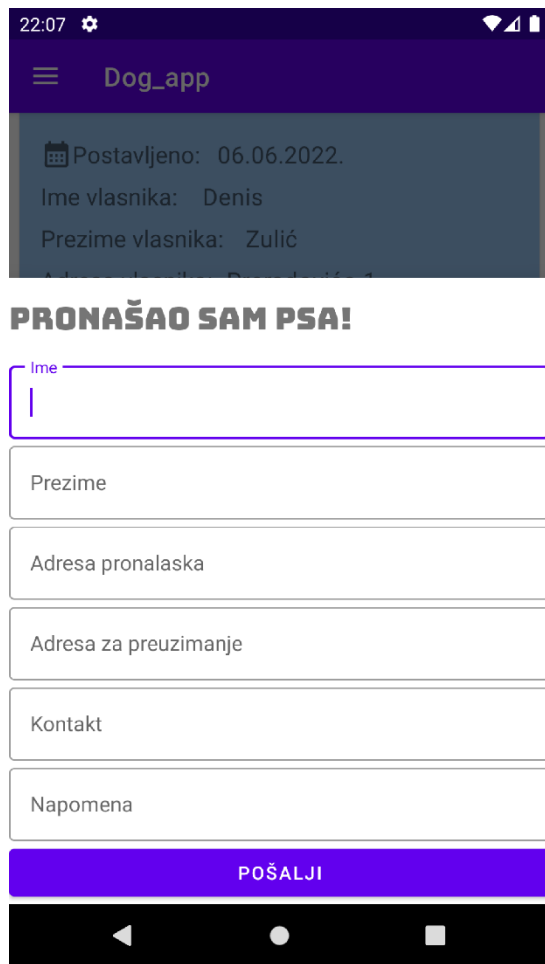 22:07
Dog_app
Postavljeno: 06.06.2022.
Ime vlasnika: Denis
Prezime vlasnika: Zulić
PRONAŠAO SAM PSA!
Ime
Prezime
Adresa pronalaska
Adresa za preuzimanje
Kontakt
Napomena
POŠALJI